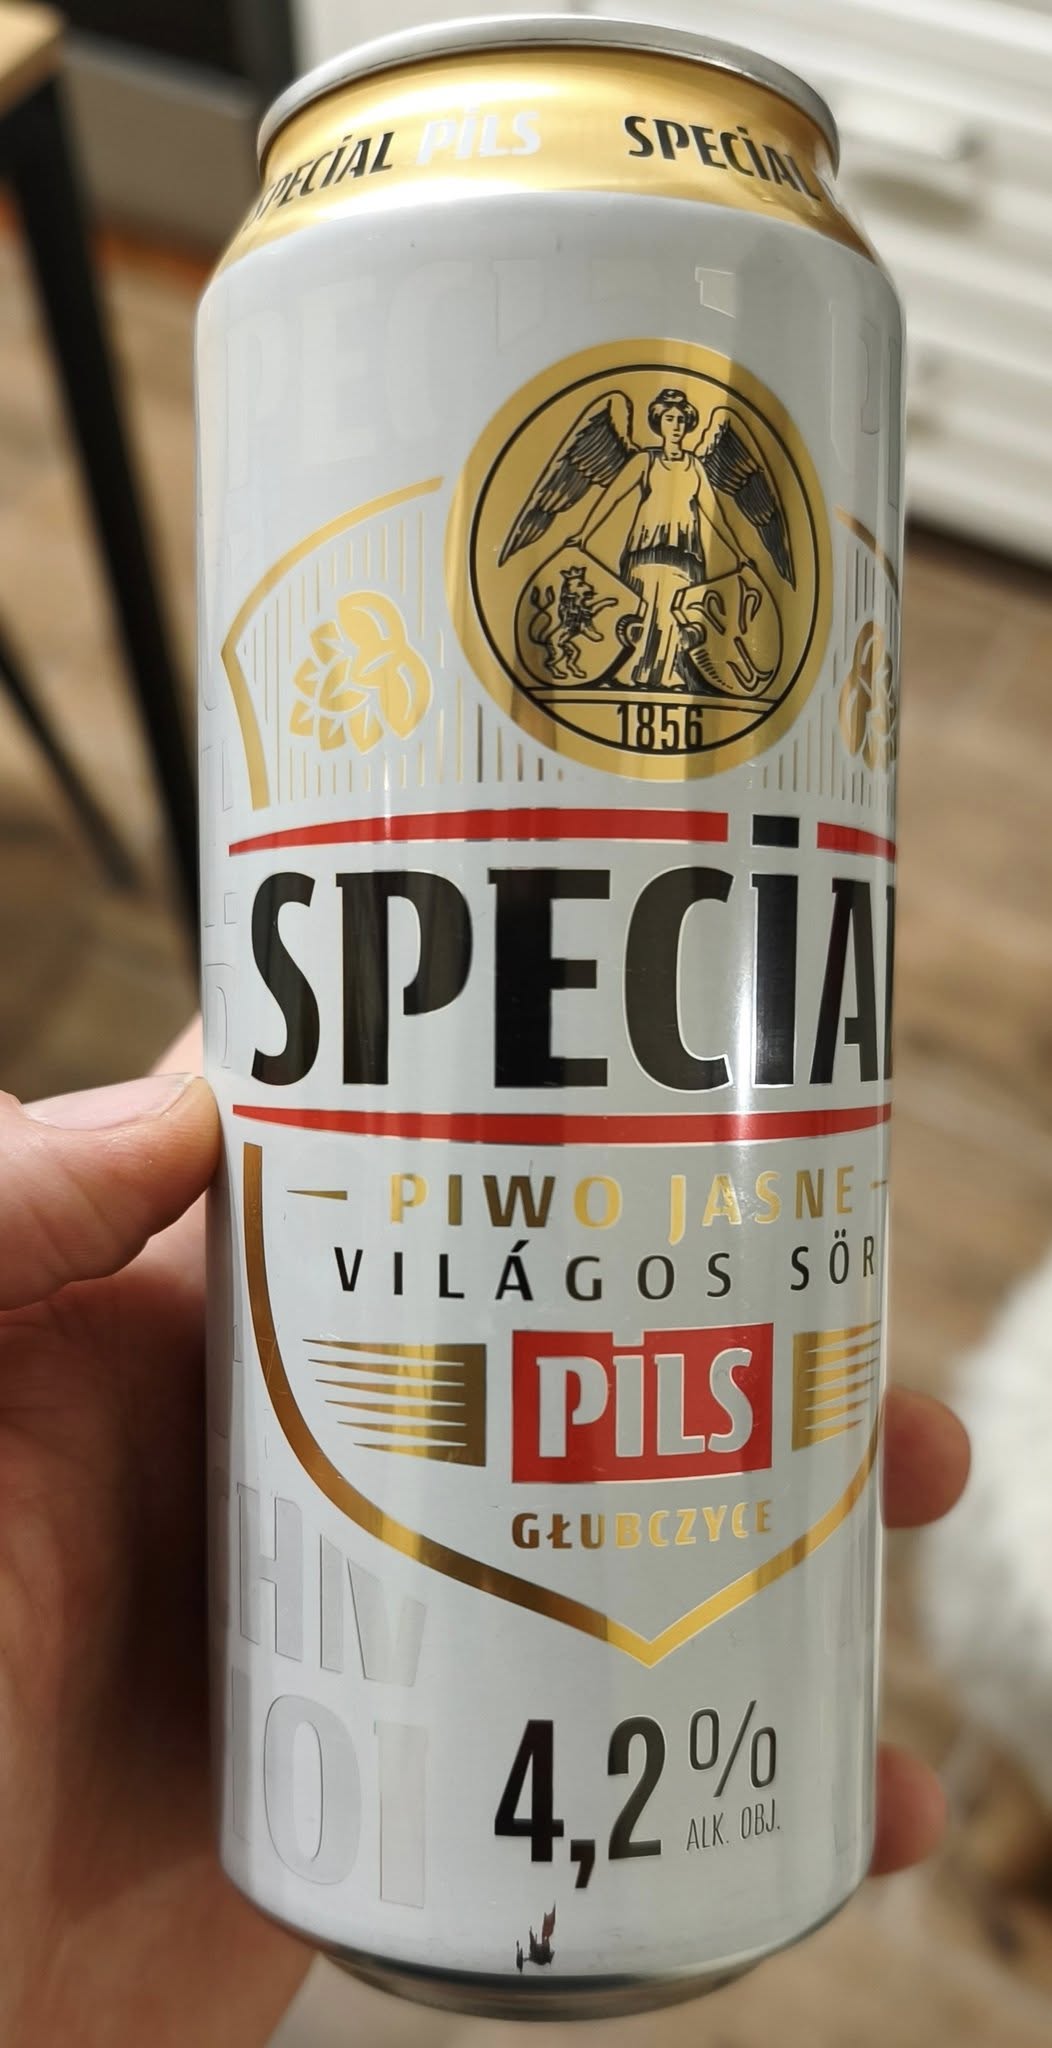 SPECIAL PILS SPECIAL
1856
SPECIAL
PIWO JASNE
VILÁGOS SÖR
PILS
GŁUBCZYCE
4,2%
ALK. OBJ.